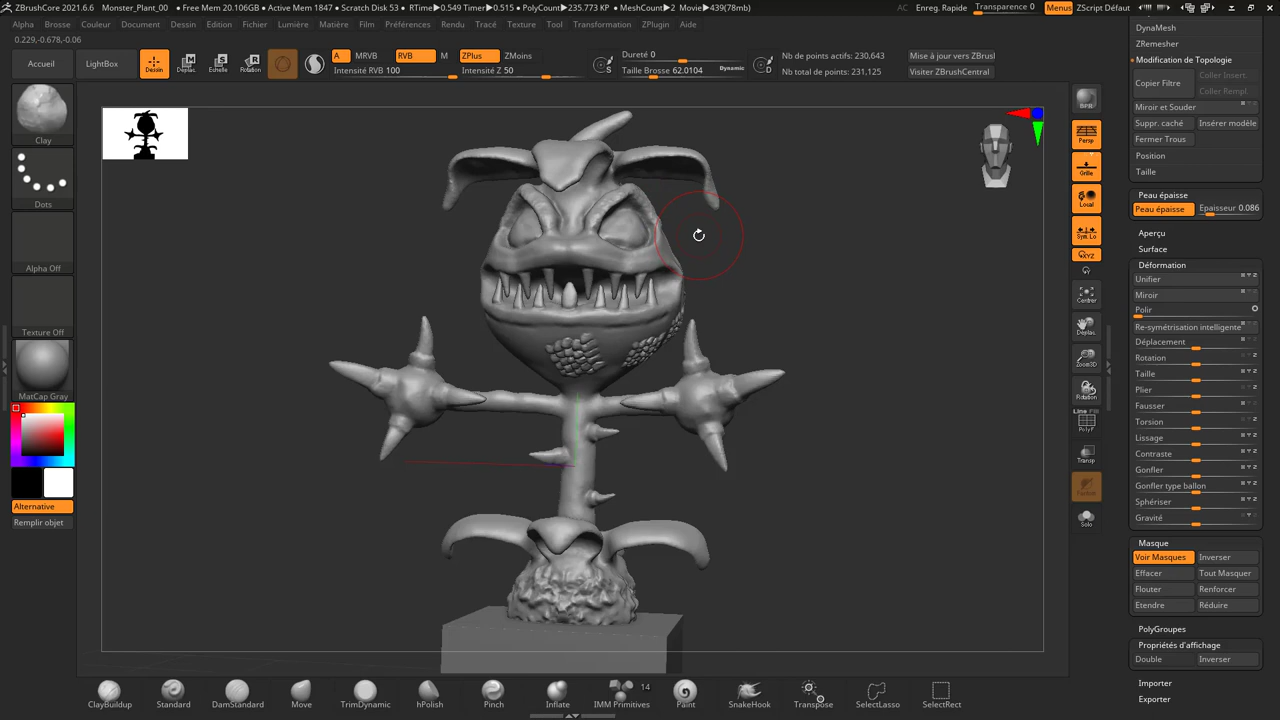 ZBrushCore 2021.6.6 Monster_Plant_00 • Free Mem 20.106GB • Active Mem 1847 • Scratch Disk 53 • RTime▸0.549 Timer▸0.515 • PolyCount▸235.773 KP • MeshCount▸2 Movie▸439(78mb) AC Enreg. Rapide Transparence 0 Menus ZScript Défaut
Alpha Brosse Couleur Document Dessin Edition Fichier Lumière Matière Film Préférences Rendu Tracé Texture Tool Transformation ZPlugin Aide
0.229,-0.678,-0.06
Accueil LightBox Dessin Déplac. Echelle Rotation
A MRVB RVB M ZPlus ZMoins
Intensité RVB 100 Intensité Z 50
S Dureté 0
Taille Brosse 62.0104 Dynamic D
Nb de points actifs: 230,643
Nb total de points: 231,125
Mise à jour vers ZBrush
Visiter ZBrushCentral
Clay
Dots
Alpha Off
Texture Off
MatCap Gray
Alternative
Remplir objet
BPR
Persp
Grille
Local
Sym. Lo
XYZ
Centrer
Déplac.
Zoom3D
Rotation
Line Fill
PolyF
Transp
Solo
DynaMesh
ZRemesher
Modification de Topologie
Copier Filtre Coller Insert.
Coller Rempl.
Miroir et Souder
Suppr. caché Insérer modèle
Fermer Trous
Position
Taille
Peau épaisse
Peau épaisse Epaisseur 0.086
Aperçu
Surface
Déformation
Unifier
Miroir
Polir
Re-symétrisation intelligente
Déplacement
Rotation
Taille
Plier
Fausser
Torsion
Lissage
Contraste
Gonfler
Gonfler type ballon
Sphériser
Gravité
Masque
Voir Masques Inverser
Effacer Tout Masquer
Flouter Renforcer
Etendre Réduire
PolyGroupes
Propriétés d'affichage
Double Inverser
Importer
Exporter
14
ClayBuildup Standard DamStandard Move TrimDynamic hPolish Pinch Inflate IMM Primitives Paint SnakeHook Transpose SelectLasso SelectRect